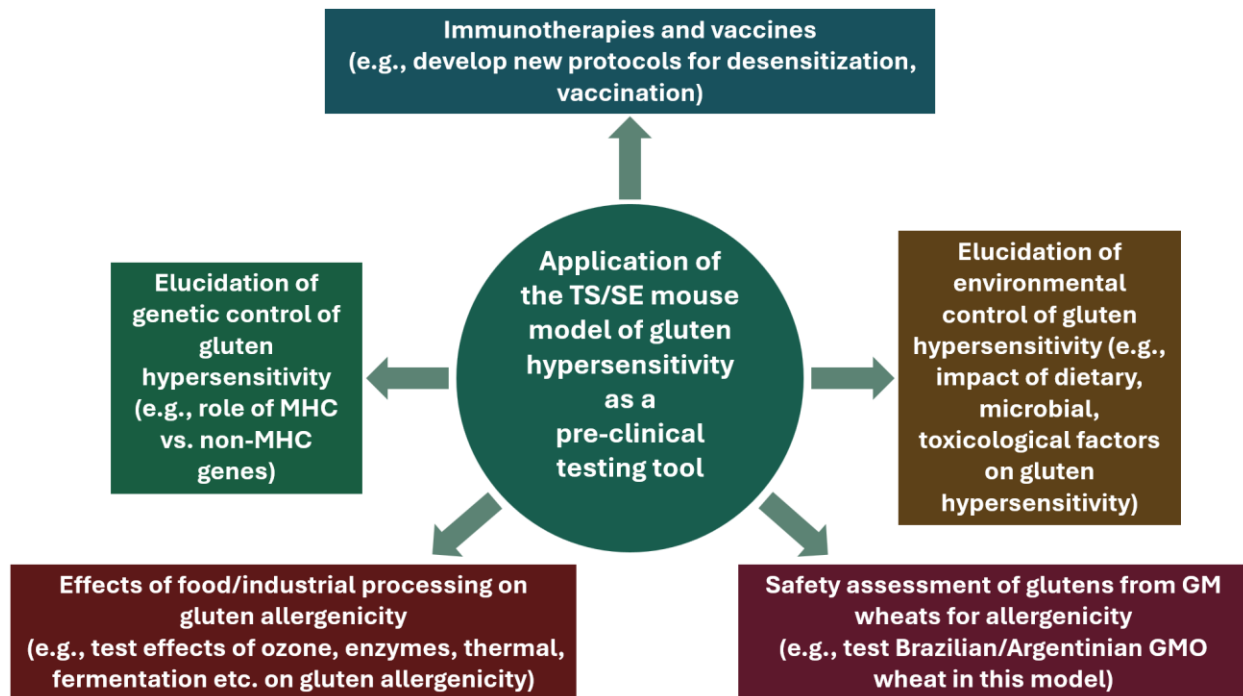 Immunotherapies and vaccines
(e.g., develop new protocols for desensitization,
vaccination)
Application of
the TS/SE mouse
model of gluten
hypersensitivity
as a
pre-clinical
testing tool
Elucidation of
genetic control of
gluten
hypersensitivity
(e.g., role of MHC
vs. non-MHC
genes)
Elucidation of
environmental
control of gluten
hypersensitivity (e.g.,
impact of dietary,
microbial,
toxicological factors
on gluten
hypersensitivity)
Effects of food/industrial processing on
gluten allergenicity
(e.g., test effects of ozone, enzymes, thermal,
fermentation etc. on gluten allergenicity)
Safety assessment of glutens from GM
wheats for allergenicity
(e.g., test Brazilian/Argentinian GMO
wheat in this model)